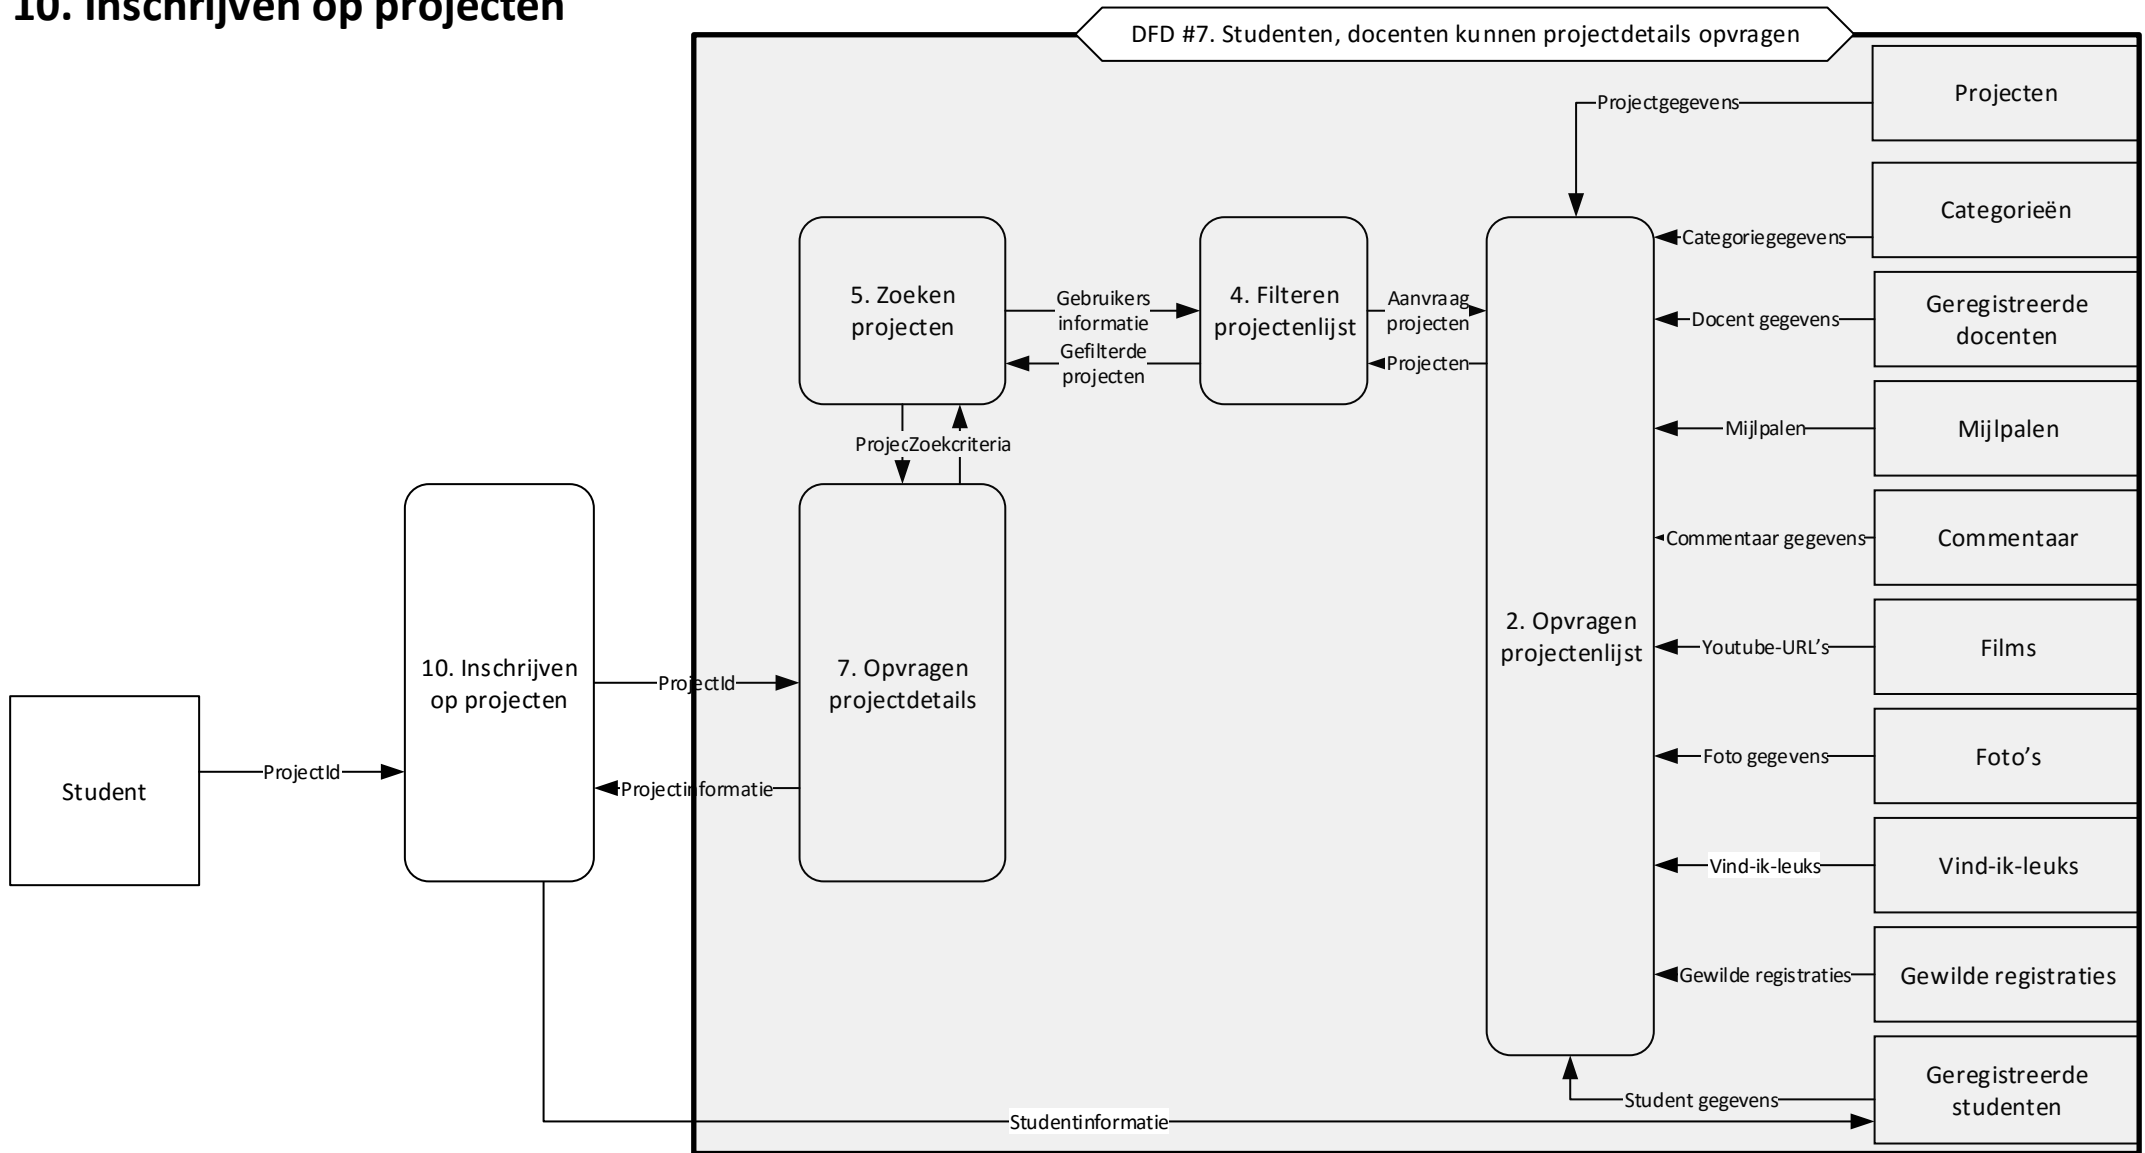 10. Inschrijven op projecten
DFD #7. Studenten, docenten kunnen projectdetails opvragen
Projecten
Projectgegevens
Categorieën
Categoriegegevens
5. Zoeken
projecten
Gebruikers
informatie
Gefilterde
projecten
4. Filteren
projectenlijst
Aanvraag
projecten
Projecten
Docent gegevens
Geregistreerde
docenten
Mijlpalen
Mijlpalen
Zoekcriteria
Commentaar gegevens
Commentaar
2. Opvragen
projectenlijst
Youtube-URL’s
Films
10. Inschrijven
op projecten
ProjectId
7. Opvragen
projectdetails
Foto gegevens
Foto’s
Student
ProjectId
Projectinformatie
Vind-ik-leuks
Vind-ik-leuks
Gewilde registraties
Gewilde registraties
Student gegevens
Geregistreerde
studenten
Studentinformatie